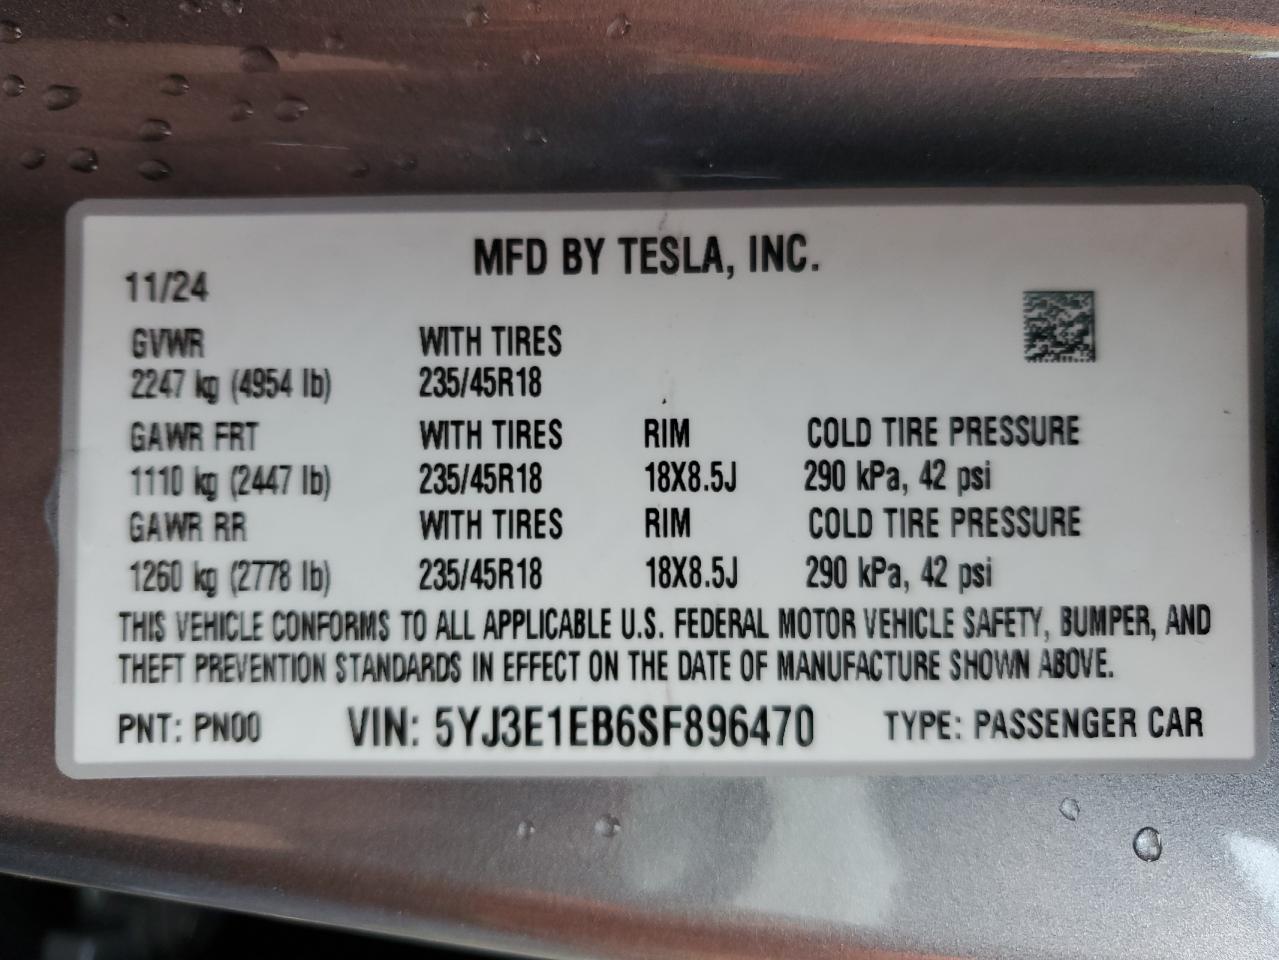 MFD BY TESLA, INC.
11/24
GVWR WITH TIRES
2247 kg (4954 lb) 235/45R18
GAWR FRT WITH TIRES RIM COLD TIRE PRESSURE
1110 kg (2447 lb) 235/45R18 18X8.5J 290 kPa, 42 psi
GAWR RR WITH TIRES RIM COLD TIRE PRESSURE
1260 kg (2778 lb) 235/45R18 18X8.5J 290 kPa, 42 psi
THIS VEHICLE CONFORMS TO ALL APPLICABLE U.S. FEDERAL MOTOR VEHICLE SAFETY, BUMPER, AND
THEFT PREVENTION STANDARDS IN EFFECT ON THE DATE OF MANUFACTURE SHOWN ABOVE.
PNT: PN00 VIN: 5YJ3E1EB6SF896470 TYPE: PASSENGER CAR